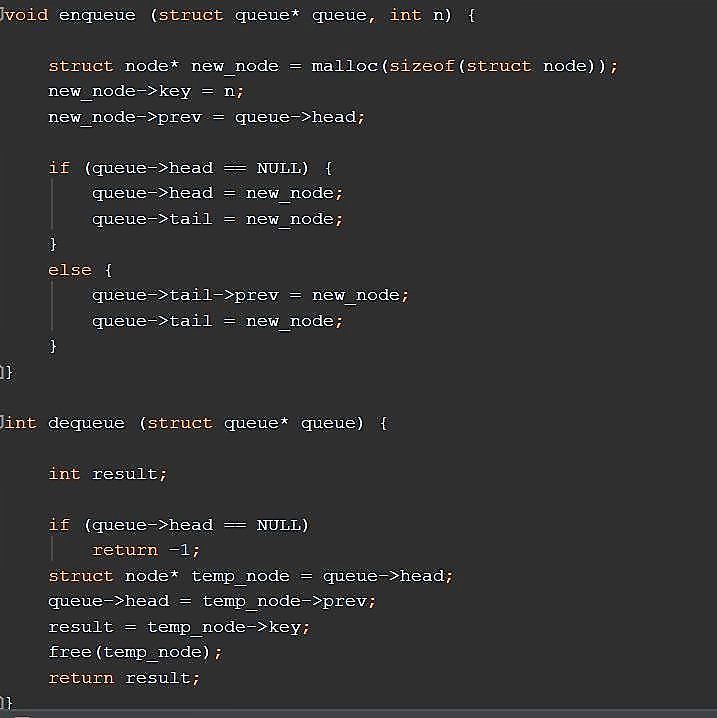 void enqueue (struct queue* queue, int n) {
struct node* new_node = malloc(sizeof(struct node));
new_node->key = n;
new_node->prev = queue->head;
if (queue->head == NULL) {
queue->head = new_node;
queue->tail = new_node;
}
else {
queue->tail->prev = new_node;
queue->tail = new_node;
}
}
int dequeue (struct queue* queue) {
int result;
if (queue->head == NULL)
return -1;
struct node* temp_node = queue->head;
queue->head = temp_node->prev;
result = temp_node->key;
free(temp_node);
return result;
}